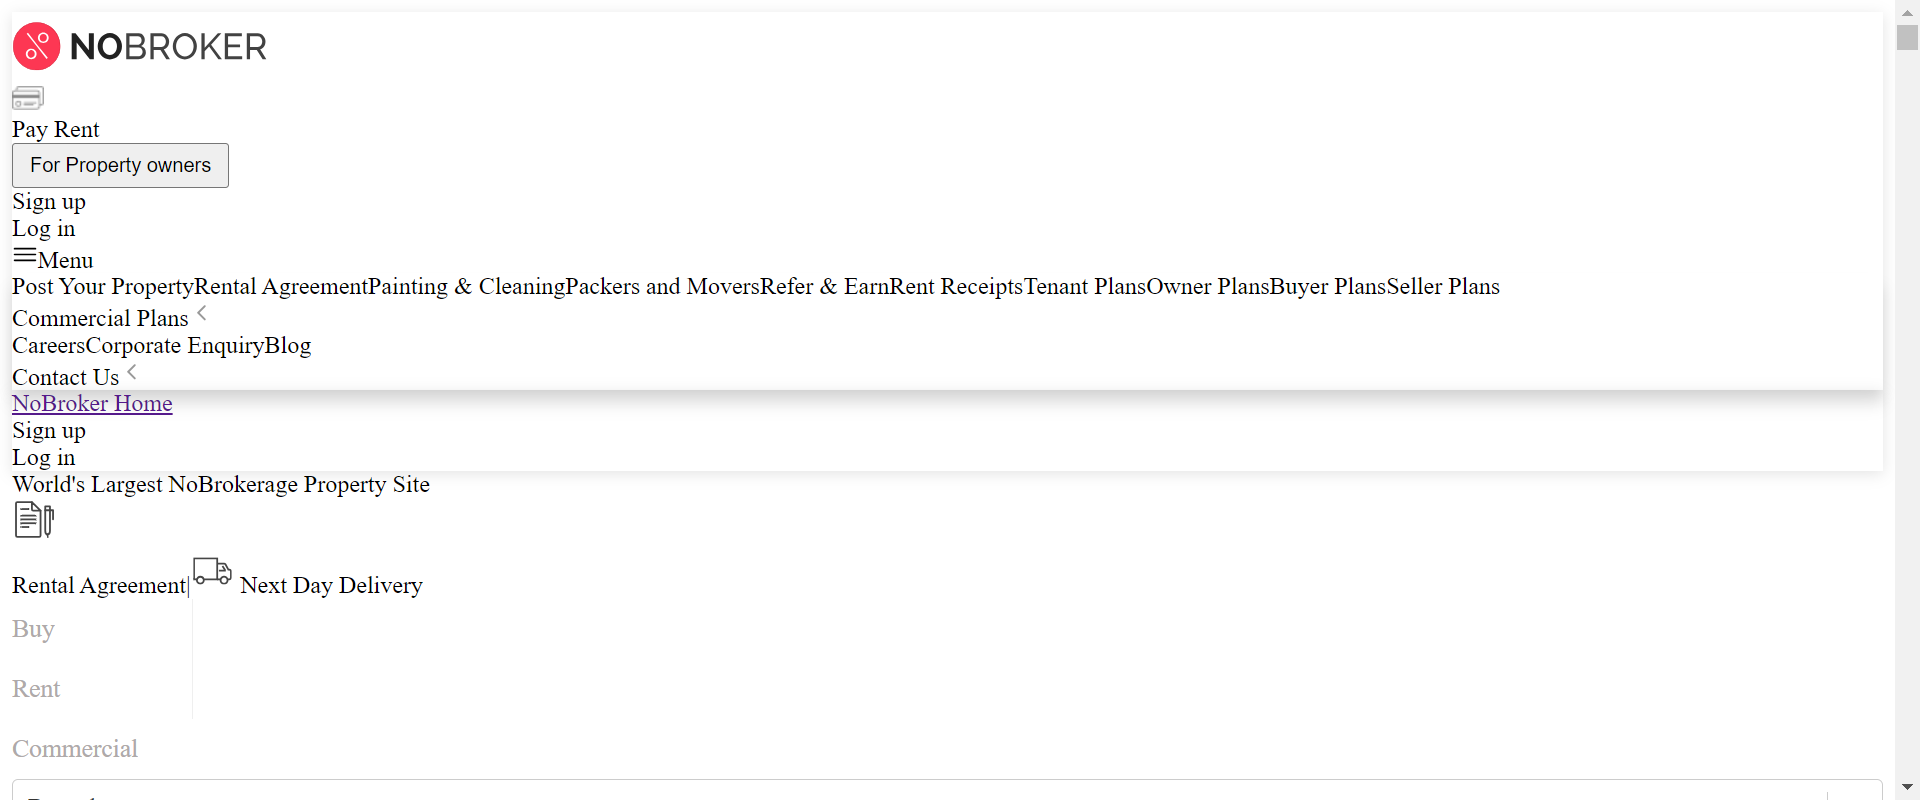 NOBROKER
Pay Rent
For Property owners
Sign up
Log in
Menu
Post Your PropertyRental AgreementPainting & CleaningPackers and MoversRefer & EarnRent ReceiptsTenant PlansOwner PlansBuyer PlansSeller Plans
Commercial Plans
CareersCorporate EnquiryBlog
Contact Us
NoBroker Home
Sign up
Log in
World's Largest NoBrokerage Property Site
Rental Agreement| Next Day Delivery
Buy
Rent
Commercial